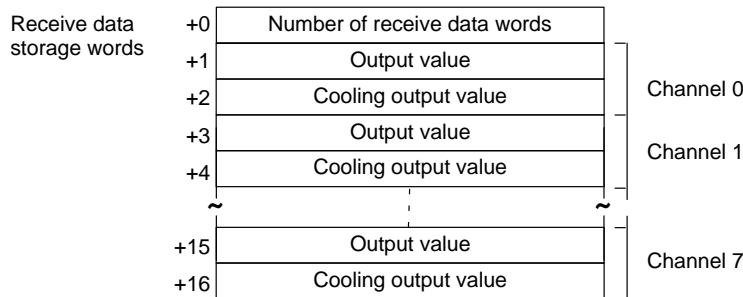 Receive data
storage words
+0 Number of receive data words
+1 Output value
+2 Cooling output value
Channel 0
+3 Output value
+4 Cooling output value
Channel 1
~ ~
+15 Output value
+16 Cooling output value
Channel 7